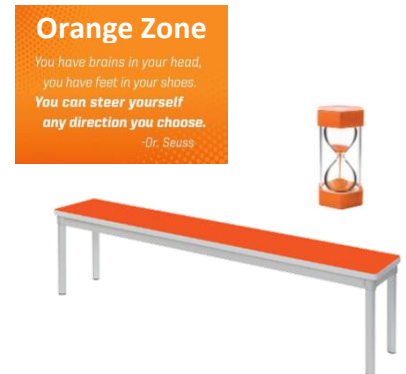 Orange Zone
You have brains in your head,
you have feet in your shoes.
You can steer yourself
any direction you choose.
-Dr. Seuss